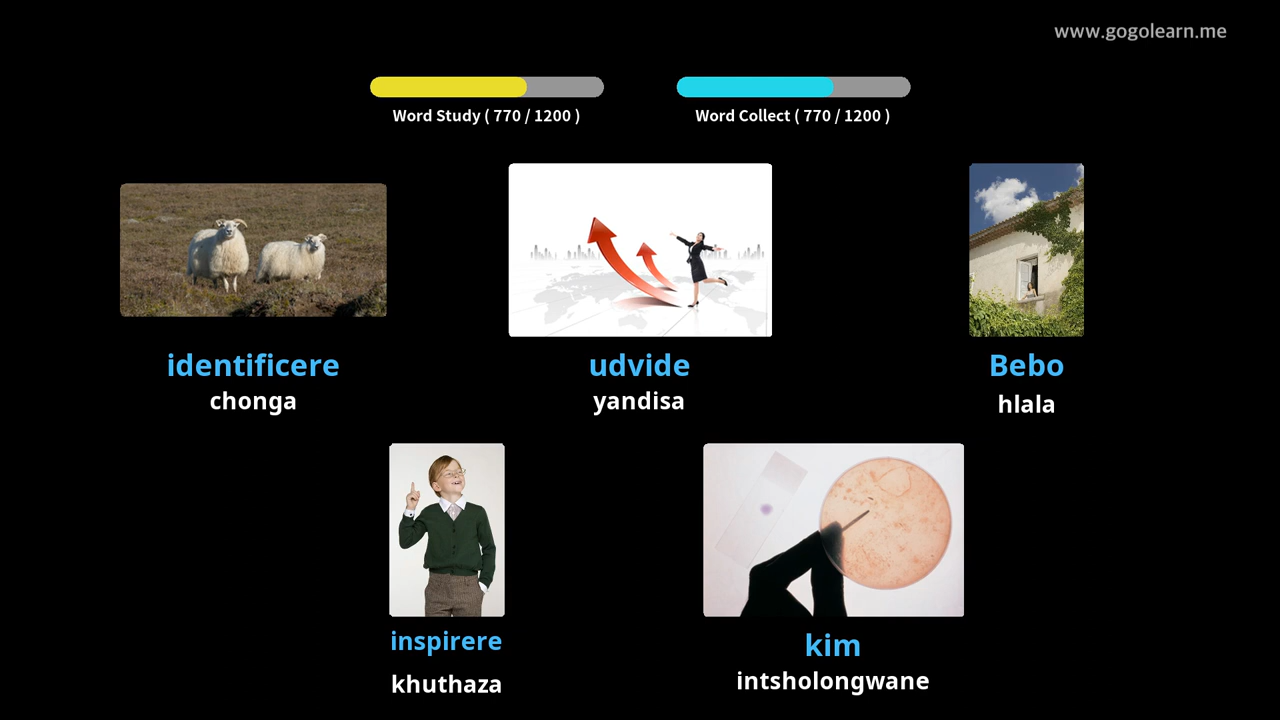 www.gogolearn.me
Word Study ( 770 / 1200 )
Word Collect ( 770 / 1200 )
identificere
chonga
udvide
yandisa
Bebo
hlala
inspirere
khuthaza
kim
intsholongwane